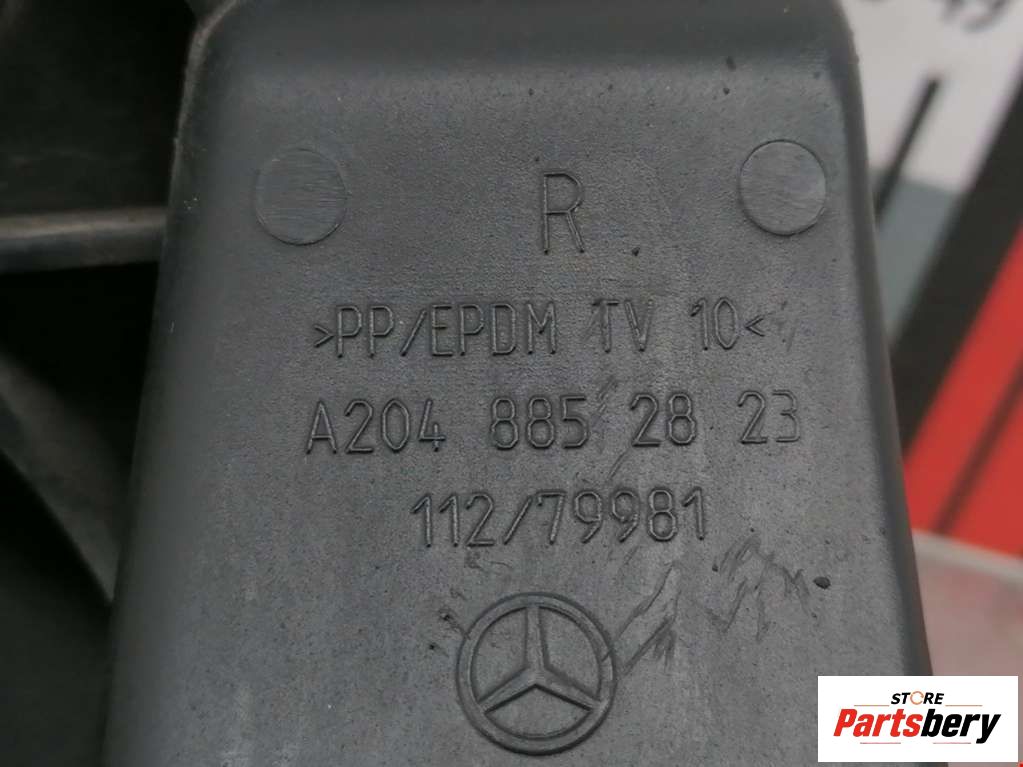 R
>PP/EPDM TV 10<
A204 885 28 23
112/79981
STORE
Partsbery